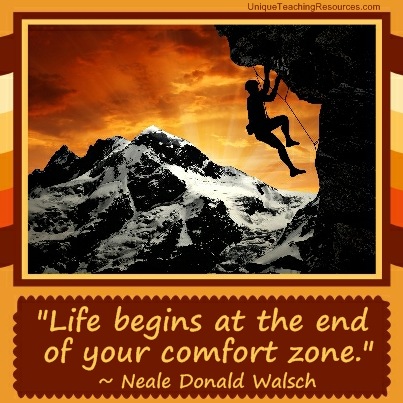 UniqueTeachingResources.com
"Life begins at the end
of your comfort zone."
~ Neale Donald Walsch